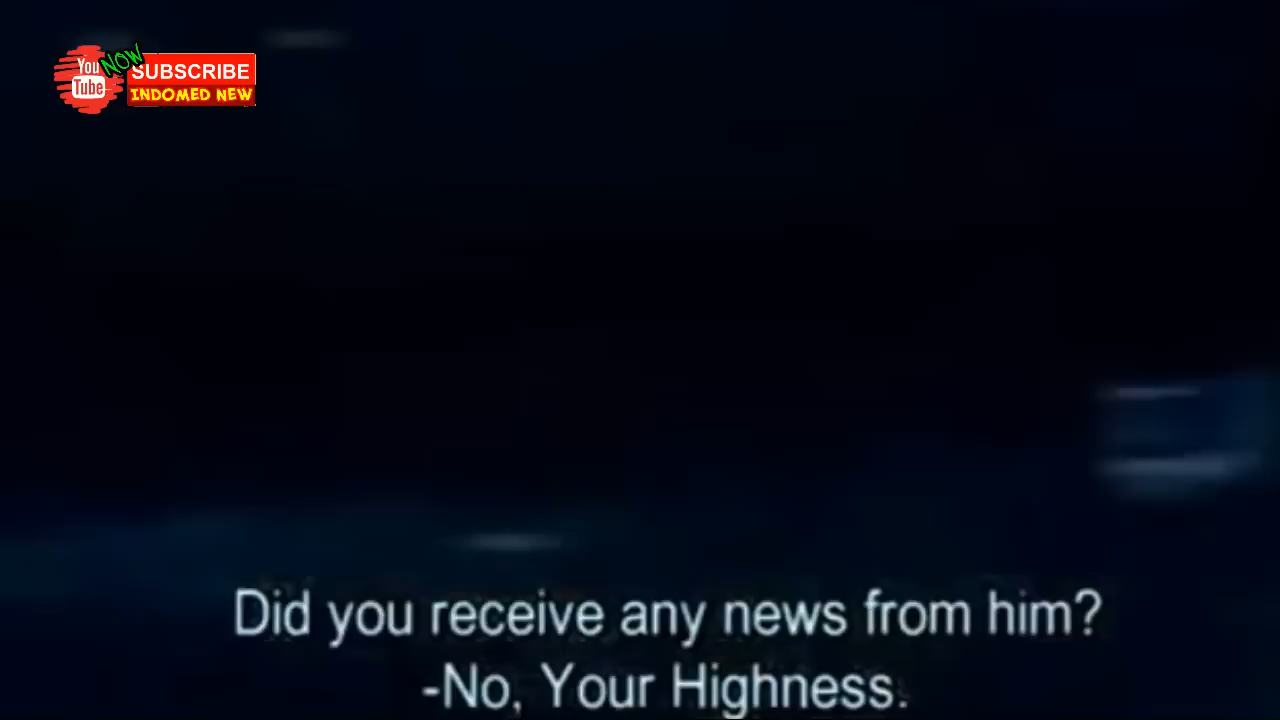 You
Tube
NOW
SUBSCRIBE
INDOMED NEW
Did you receive any news from him?
-No, Your Highness.